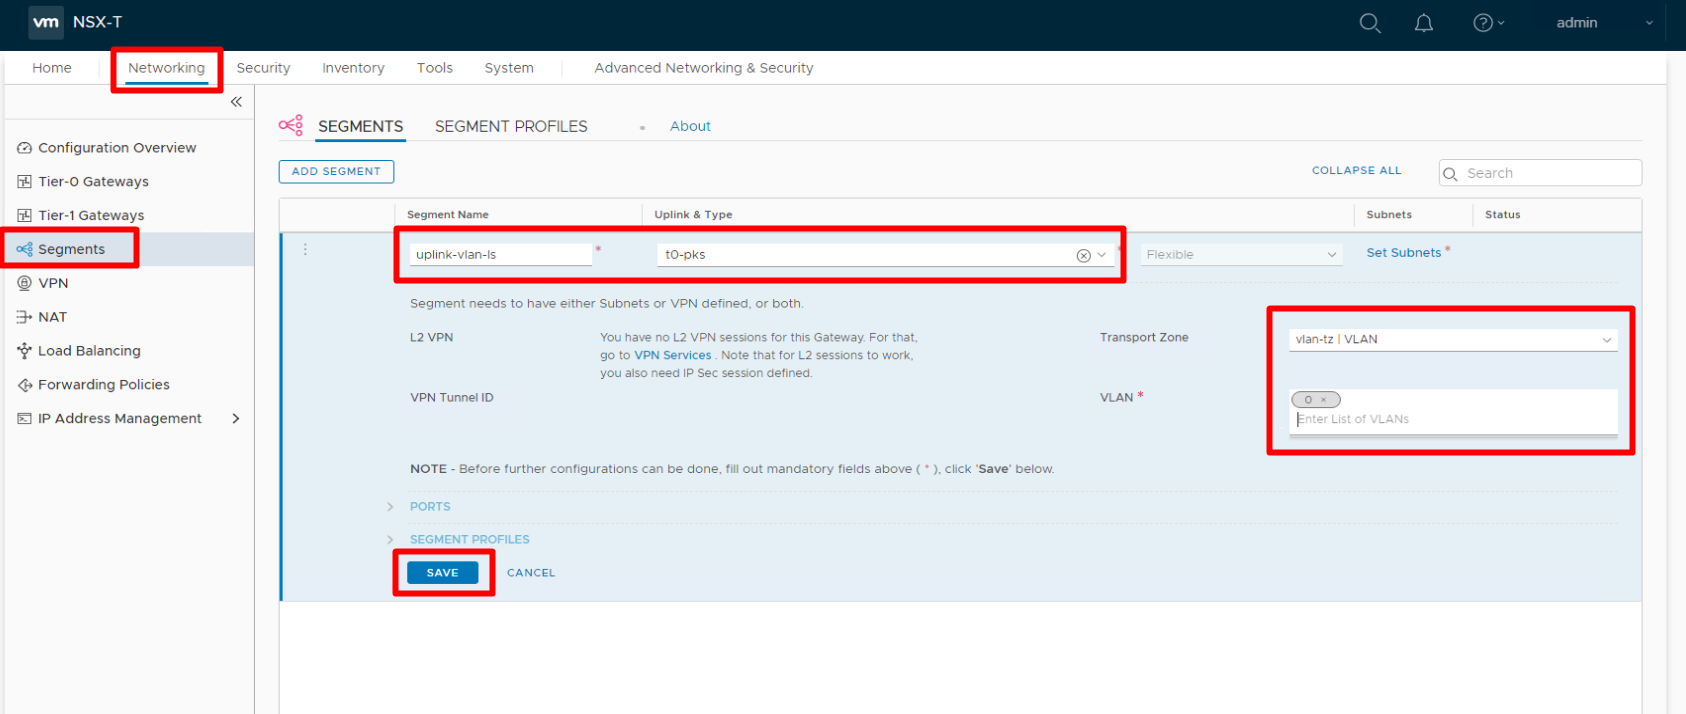 vm NSX-T admin
Home Networking Security Inventory Tools System Advanced Networking & Security
Configuration Overview
Tier-0 Gateways
Tier-1 Gateways
Segments
VPN
NAT
Load Balancing
Forwarding Policies
IP Address Management
SEGMENTS SEGMENT PROFILES About
ADD SEGMENT COLLAPSE ALL Search
Segment Name Uplink & Type Subnets Status
uplink-vlan-ls * t0-pks * Flexible Set Subnets *
Segment needs to have either Subnets or VPN defined, or both.
L2 VPN You have no L2 VPN sessions for this Gateway. For that, Transport Zone vlan-tz | VLAN
go to VPN Services . Note that for L2 sessions to work,
you also need IP Sec session defined.
VPN Tunnel ID VLAN * 0 ×
Enter List of VLANs
NOTE - Before further configurations can be done, fill out mandatory fields above ( * ), click 'Save' below.
PORTS
SEGMENT PROFILES
SAVE CANCEL